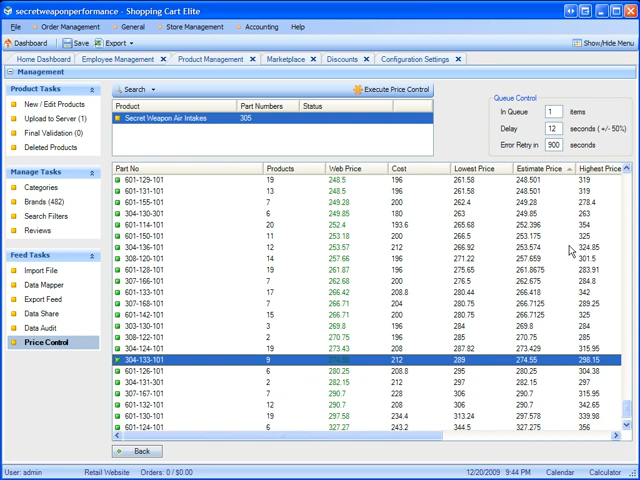 secretweaponperformance - Shopping Cart Elite
File Order Management General Store Management Accounting Help
Dashboard Save Export Show/Hide Menu
Home Dashboard Employee Management Product Management Marketplace Discounts Configuration Settings
Management
Product Tasks
New / Edit Products
Upload to Server (1)
Final Validation (0)
Deleted Products
Manage Tasks
Categories
Brands (482)
Search Filters
Reviews
Feed Tasks
Import File
Data Mapper
Export Feed
Data Share
Data Audit
Price Control
Search Execute Price Control
Product Part Numbers Status
Secret Weapon Air Intakes 305
Queue Control
In Queue 1 items
Delay 12 seconds (+/- 50%)
Error Retry in 900 seconds
Part No Products Web Price Cost Lowest Price Estimate Price Highest Price
601-129-101 19 248.5 196 261.58 248.501 319
601-131-101 13 248.5 196 261.58 248.501 319
601-155-101 7 249.28 200 262.4 249.28 278.4
304-130-301 6 249.85 180 263 249.85 263
601-114-101 20 252.4 193.6 265.68 252.396 354
601-150-101 11 253.18 200 266.5 253.175 325
304-136-101 12 253.57 212 266.92 253.574 324.85
308-120-101 14 257.66 196 271.22 257.659 301.5
601-128-101 19 261.87 196 275.65 261.8675 283.91
307-166-101 7 262.68 200 276.5 262.675 284.8
601-133-101 17 266.42 208.8 280.44 266.418 342
307-168-101 7 266.71 204 280.75 266.7125 289.25
601-142-101 15 266.71 200 280.75 266.7125 325
303-130-101 3 269.8 196 284 269.8 284
308-122-101 2 270.75 196 285 270.75 285
304-124-101 19 273.43 208 287.82 273.429 315.95
304-133-101 9 212 289 274.55 298.15
601-126-101 6 280.25 208.8 295 280.25 304.38
304-131-301 2 282.15 212 297 282.15 297
307-167-101 7 290.7 228 306 290.7 315.95
601-132-101 12 290.7 208 306 290.7 342.65
601-130-101 19 297.58 234.4 313.24 297.578 339.98
601-124-101 6 327.27 243.2 344.5 327.275 356
Back
User: admin Retail Website Orders: 0 / $0.00 12/20/2009 9:44 PM Calendar Calculator